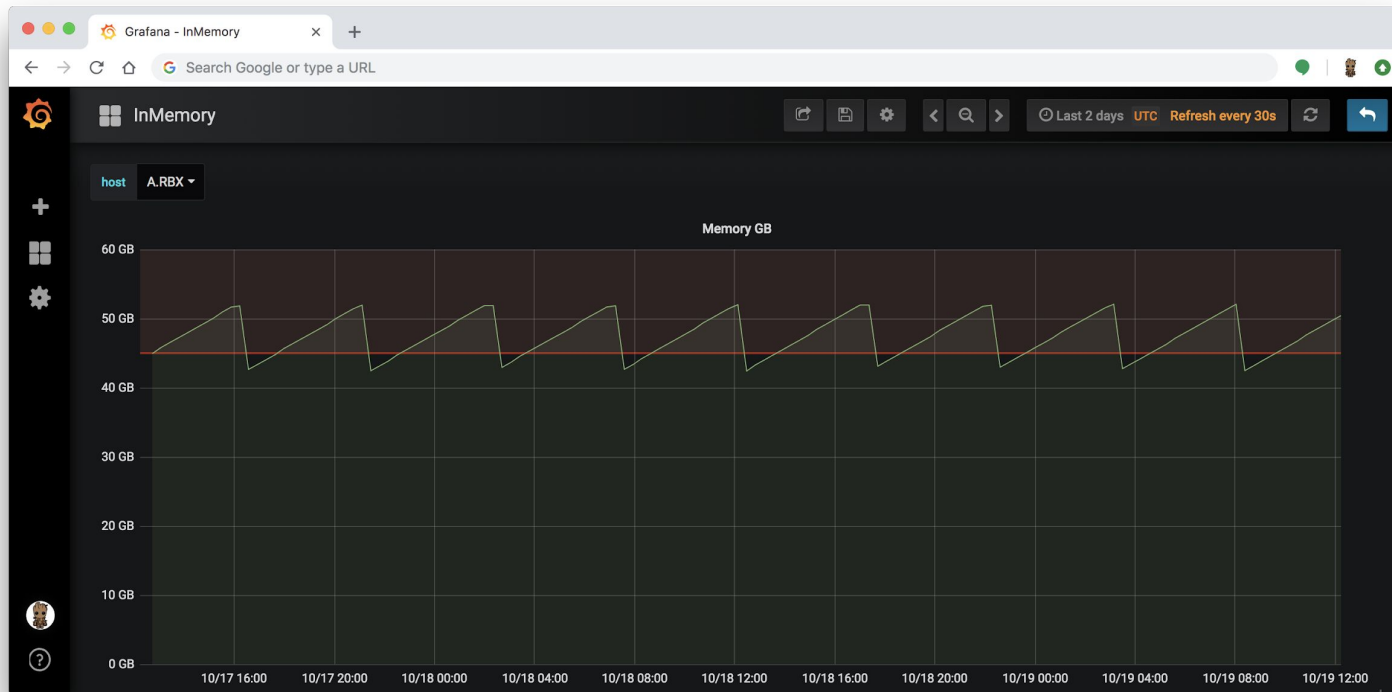 Grafana - InMemory
Search Google or type a URL
InMemory
Last 2 days UTC Refresh every 30s
host A.RBX
Memory GB
60 GB
50 GB
40 GB
30 GB
20 GB
10 GB
0 GB
10/17 16:00 10/17 20:00 10/18 00:00 10/18 04:00 10/18 08:00 10/18 12:00 10/18 16:00 10/18 20:00 10/19 00:00 10/19 04:00 10/19 08:00 10/19 12:00